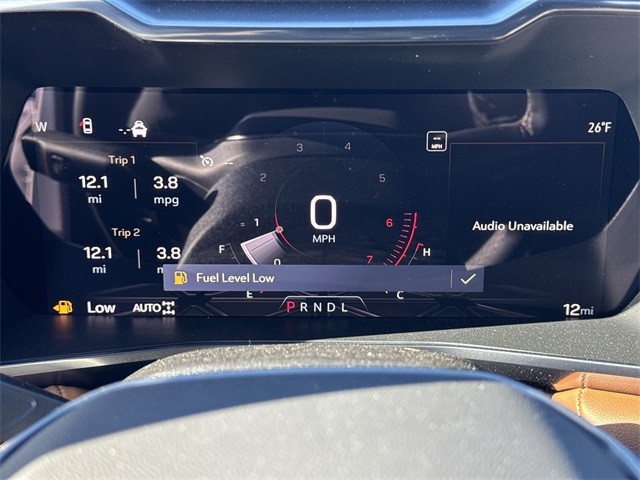 W
-.-
26°F
MPH
Trip 1
12.1 3.8
mi mpg
Trip 2
12.1 3.8
mi
0 1 2 3 4 5 6 7
0
MPH
Audio Unavailable
F H
Fuel Level Low
E C
Low AUTO PRNDL 12mi